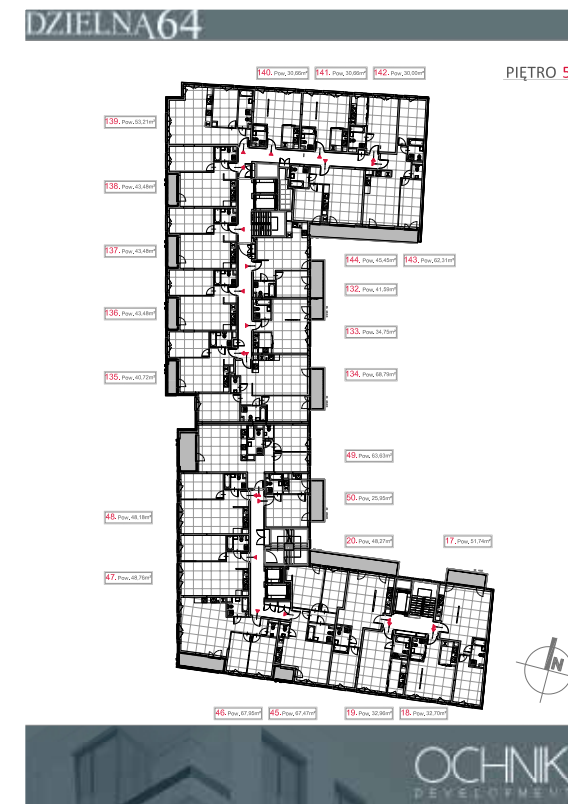 DZIELNA64
PIĘTRO 5
140. Pow. 30,66m² 141. Pow. 30,66m² 142. Pow. 30,00m²
139. Pow. 53,21m²
138. Pow. 43,48m²
137. Pow. 43,48m²
144. Pow. 45,45m² 143. Pow. 62,31m²
132. Pow. 41,59m²
136. Pow. 43,48m²
133. Pow. 34,75m²
135. Pow. 40,72m²
134. Pow. 68,79m²
49. Pow. 63,63m²
50. Pow. 25,95m²
48. Pow. 48,18m²
20. Pow. 48,27m² 17. Pow. 51,74m²
47. Pow. 48,76m²
N
46. Pow. 67,95m² 45. Pow. 67,47m² 19. Pow. 32,96m² 18. Pow. 32,70m²
OCHNIK
DEVELOPMENT